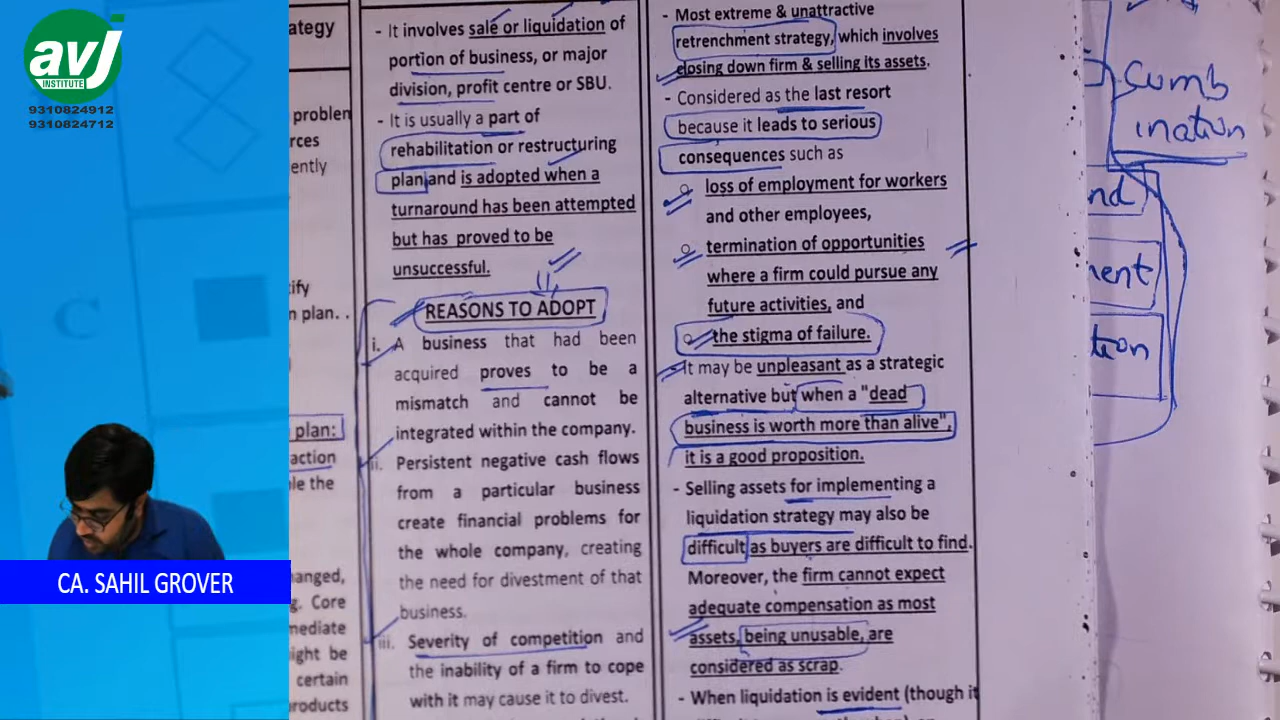 avj
INSTITUTE
9310824912
9310824712
CA. SAHIL GROVER
ategy
problem
rces
ently
ify
n plan. .
plan:
action
le the
anged,
g. Core
mediate
ight be
certain
roducts
- It involves sale or liquidation of
portion of business, or major
division, profit centre or SBU.
- It is usually a part of
rehabilitation or restructuring
plan and is adopted when a
turnaround has been attempted
but has proved to be
unsuccessful.
REASONS TO ADOPT
i. A business that had been
acquired proves to be a
mismatch and cannot be
integrated within the company.
ii. Persistent negative cash flows
from a particular business
create financial problems for
the whole company, creating
the need for divestment of that
business.
iii. Severity of competition and
the inability of a firm to cope
with it may cause it to divest.
- Most extreme & unattractive
retrenchment strategy, which involves
closing down firm & selling its assets.
- Considered as the last resort
because it leads to serious
consequences such as
o loss of employment for workers
and other employees,
o termination of opportunities
where a firm could pursue any
future activities, and
o the stigma of failure.
- It may be unpleasant as a strategic
alternative but when a "dead
business is worth more than alive",
it is a good proposition.
- Selling assets for implementing a
liquidation strategy may also be
difficult as buyers are difficult to find.
Moreover, the firm cannot expect
adequate compensation as most
assets, being unusable, are
considered as scrap.
- When liquidation is evident (though it
Comb
ination
nd
ment
tion